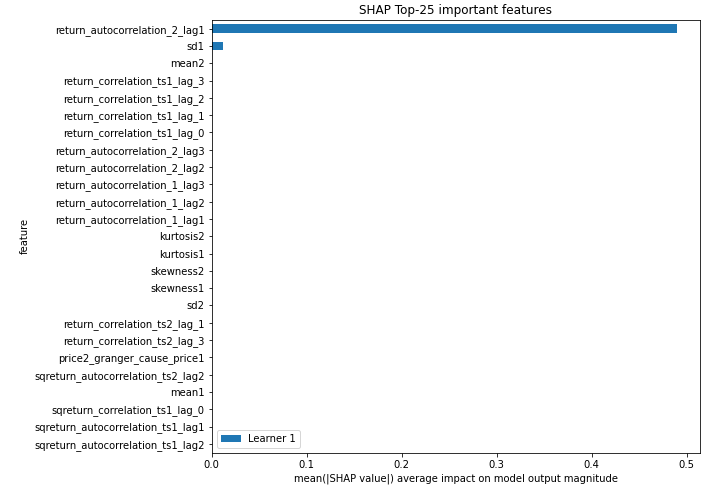 SHAP Top-25 important features
return_autocorrelation_2_lag1
sd1
mean2
return_correlation_ts1_lag_3
return_correlation_ts1_lag_2
return_correlation_ts1_lag_1
return_correlation_ts1_lag_0
return_autocorrelation_2_lag3
return_autocorrelation_2_lag2
return_autocorrelation_1_lag3
return_autocorrelation_1_lag2
return_autocorrelation_1_lag1
kurtosis2
kurtosis1
skewness2
skewness1
sd2
return_correlation_ts2_lag_1
return_correlation_ts2_lag_3
price2_granger_cause_price1
sqreturn_autocorrelation_ts2_lag2
mean1
sqreturn_correlation_ts1_lag_0
sqreturn_autocorrelation_ts1_lag1
sqreturn_autocorrelation_ts1_lag2
feature
Learner 1
0.0 0.1 0.2 0.3 0.4 0.5
mean(|SHAP value|) average impact on model output magnitude